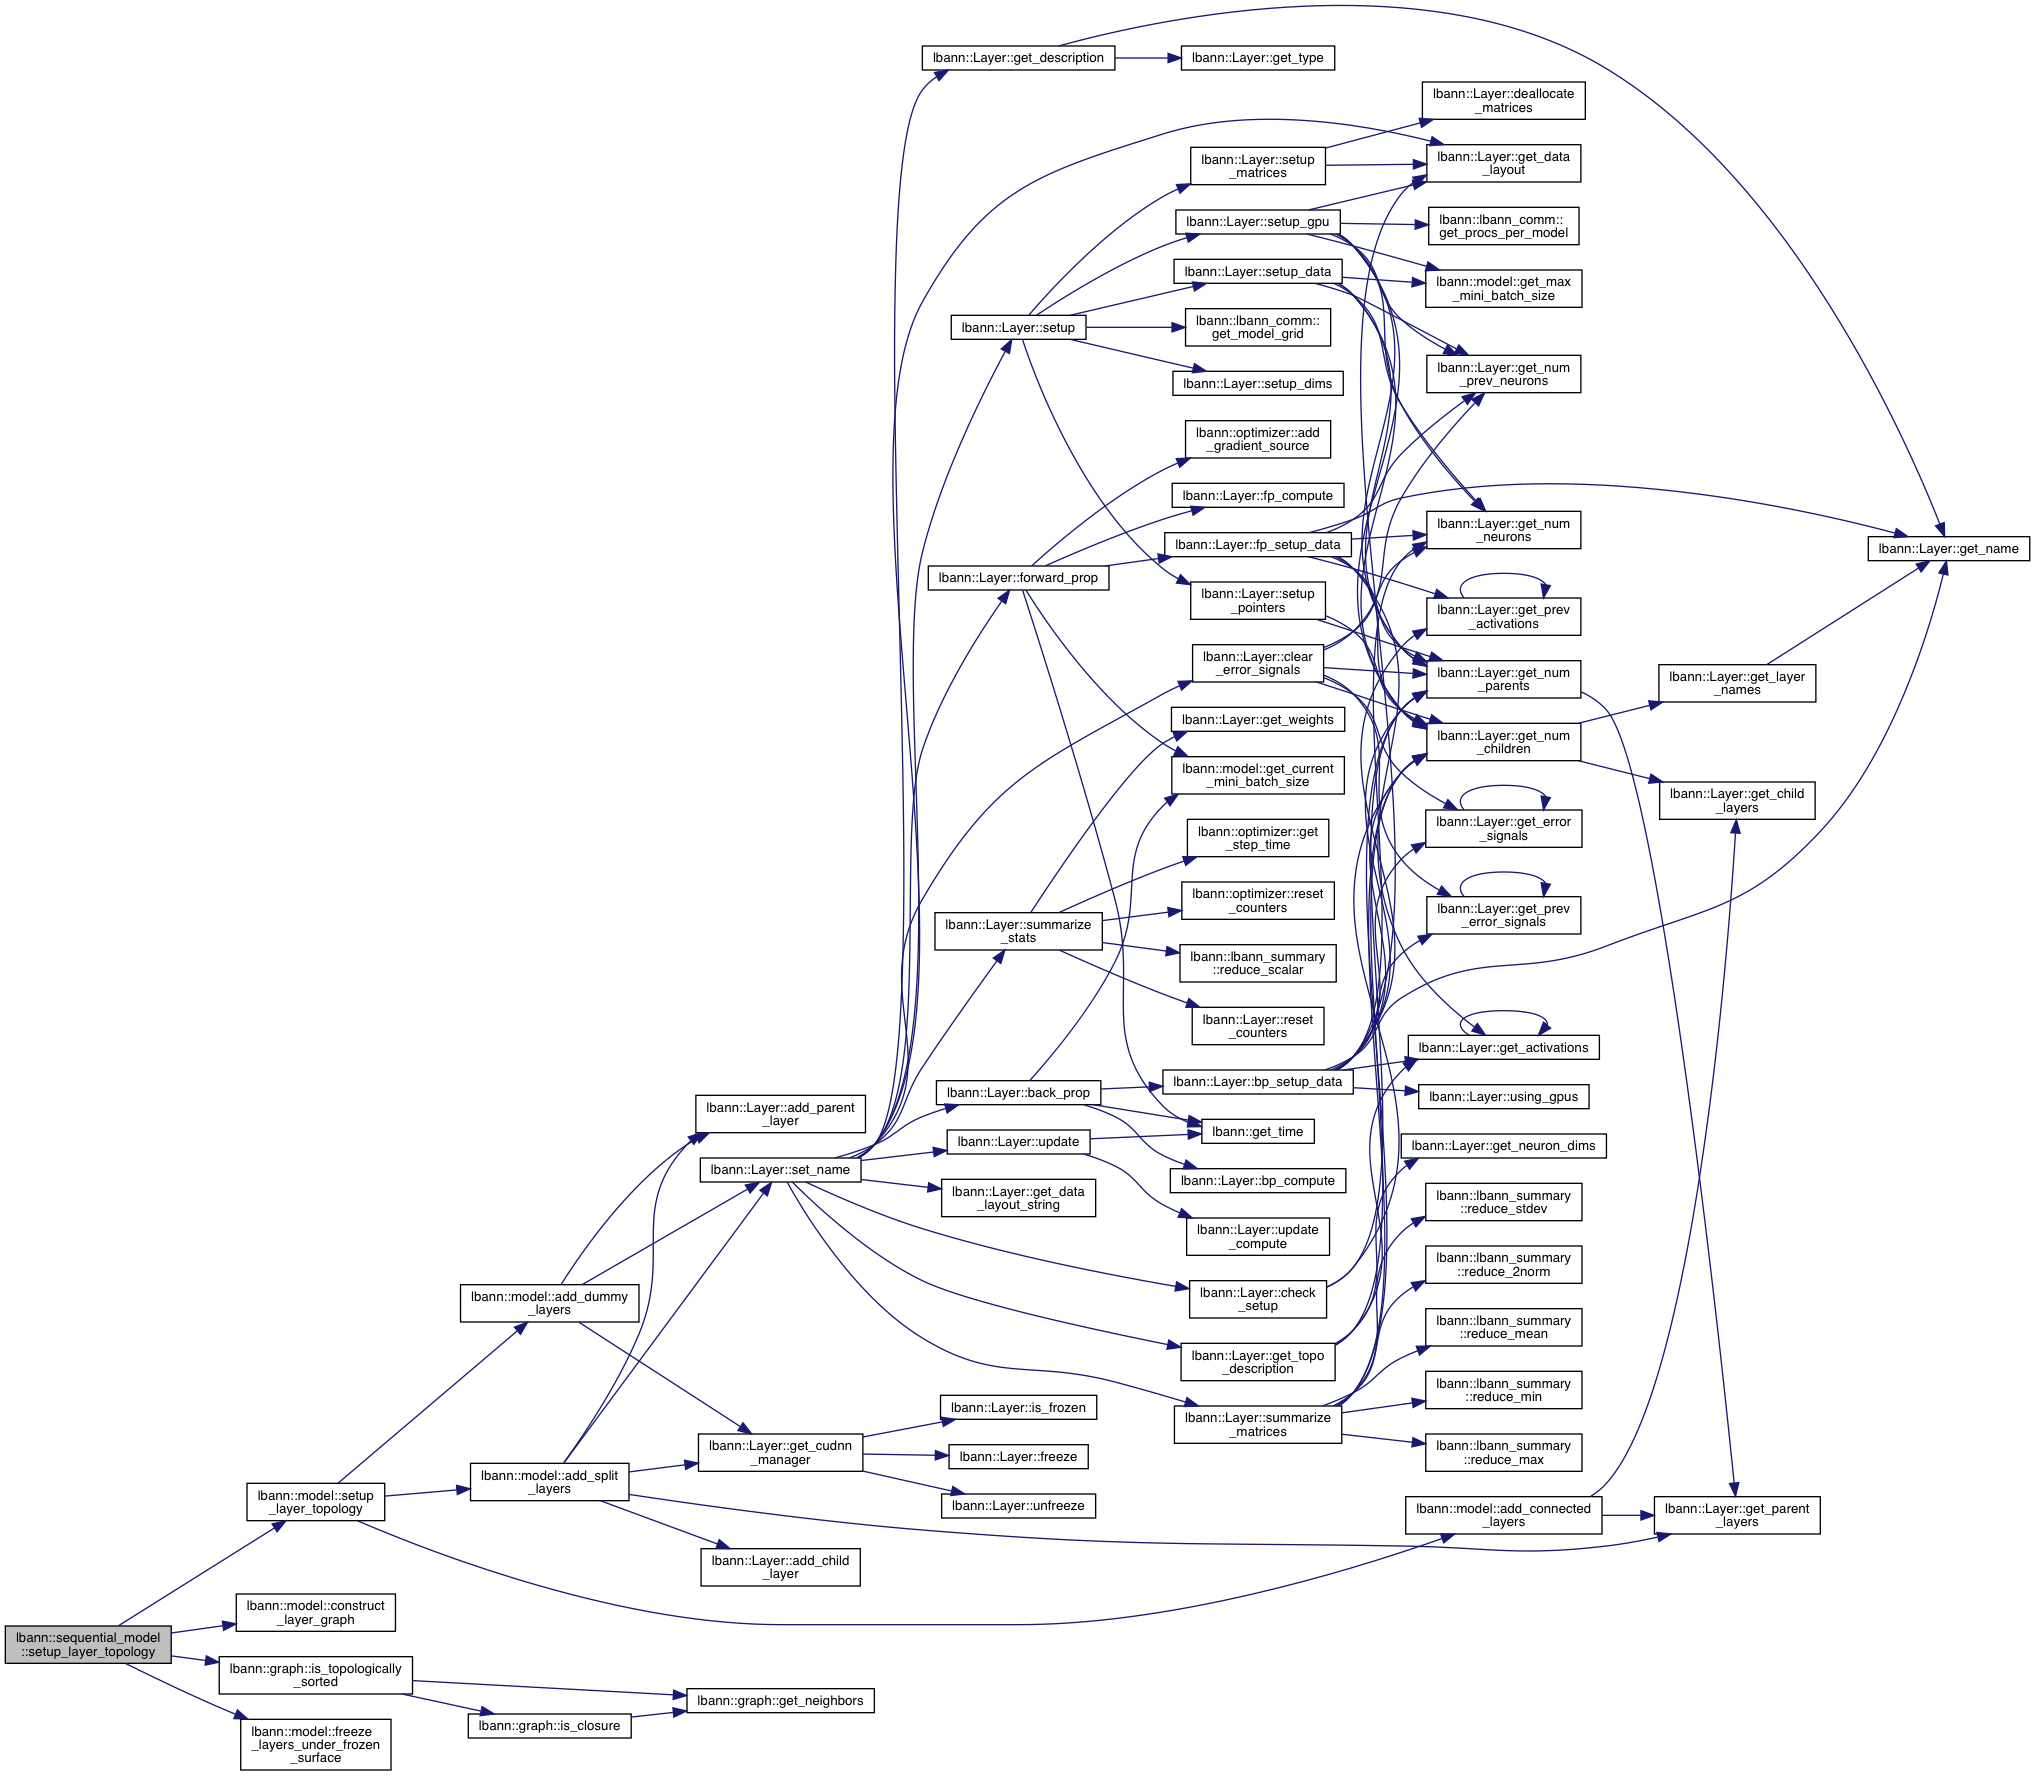 lbann::sequential_model
::setup_layer_topology
lbann::model::setup
_layer_topology
lbann::model::construct
_layer_graph
lbann::graph::is_topologically
_sorted
lbann::model::freeze
_layers_under_frozen
_surface
lbann::model::add_dummy
_layers
lbann::model::add_split
_layers
lbann::graph::is_closure
lbann::Layer::add_parent
_layer
lbann::Layer::set_name
lbann::Layer::get_cudnn
_manager
lbann::Layer::add_child
_layer
lbann::graph::get_neighbors
lbann::Layer::get_description
lbann::Layer::setup
lbann::Layer::forward_prop
lbann::Layer::summarize
_stats
lbann::Layer::back_prop
lbann::Layer::update
lbann::Layer::get_data
_layout_string
lbann::Layer::is_frozen
lbann::Layer::freeze
lbann::Layer::unfreeze
lbann::Layer::get_type
lbann::Layer::setup
_matrices
lbann::Layer::setup_gpu
lbann::Layer::setup_data
lbann::lbann_comm::
get_model_grid
lbann::Layer::setup_dims
lbann::optimizer::add
_gradient_source
lbann::Layer::fp_compute
lbann::Layer::fp_setup_data
lbann::Layer::setup
_pointers
lbann::Layer::clear
_error_signals
lbann::Layer::get_weights
lbann::model::get_current
_mini_batch_size
lbann::optimizer::get
_step_time
lbann::optimizer::reset
_counters
lbann::lbann_summary
::reduce_scalar
lbann::Layer::reset
_counters
lbann::Layer::bp_setup_data
lbann::get_time
lbann::Layer::bp_compute
lbann::Layer::update
_compute
lbann::Layer::check
_setup
lbann::Layer::get_topo
_description
lbann::Layer::summarize
_matrices
lbann::Layer::deallocate
_matrices
lbann::Layer::get_data
_layout
lbann::lbann_comm::
get_procs_per_model
lbann::model::get_max
_mini_batch_size
lbann::Layer::get_num
_prev_neurons
lbann::Layer::get_num
_neurons
lbann::Layer::get_prev
_activations
lbann::Layer::get_num
_parents
lbann::Layer::get_num
_children
lbann::Layer::get_error
_signals
lbann::Layer::get_prev
_error_signals
lbann::Layer::get_activations
lbann::Layer::using_gpus
lbann::Layer::get_neuron_dims
lbann::lbann_summary
::reduce_stdev
lbann::lbann_summary
::reduce_2norm
lbann::lbann_summary
::reduce_mean
lbann::lbann_summary
::reduce_min
lbann::lbann_summary
::reduce_max
lbann::model::add_connected
_layers
lbann::Layer::get_layer
_names
lbann::Layer::get_child
_layers
lbann::Layer::get_parent
_layers
lbann::Layer::get_name